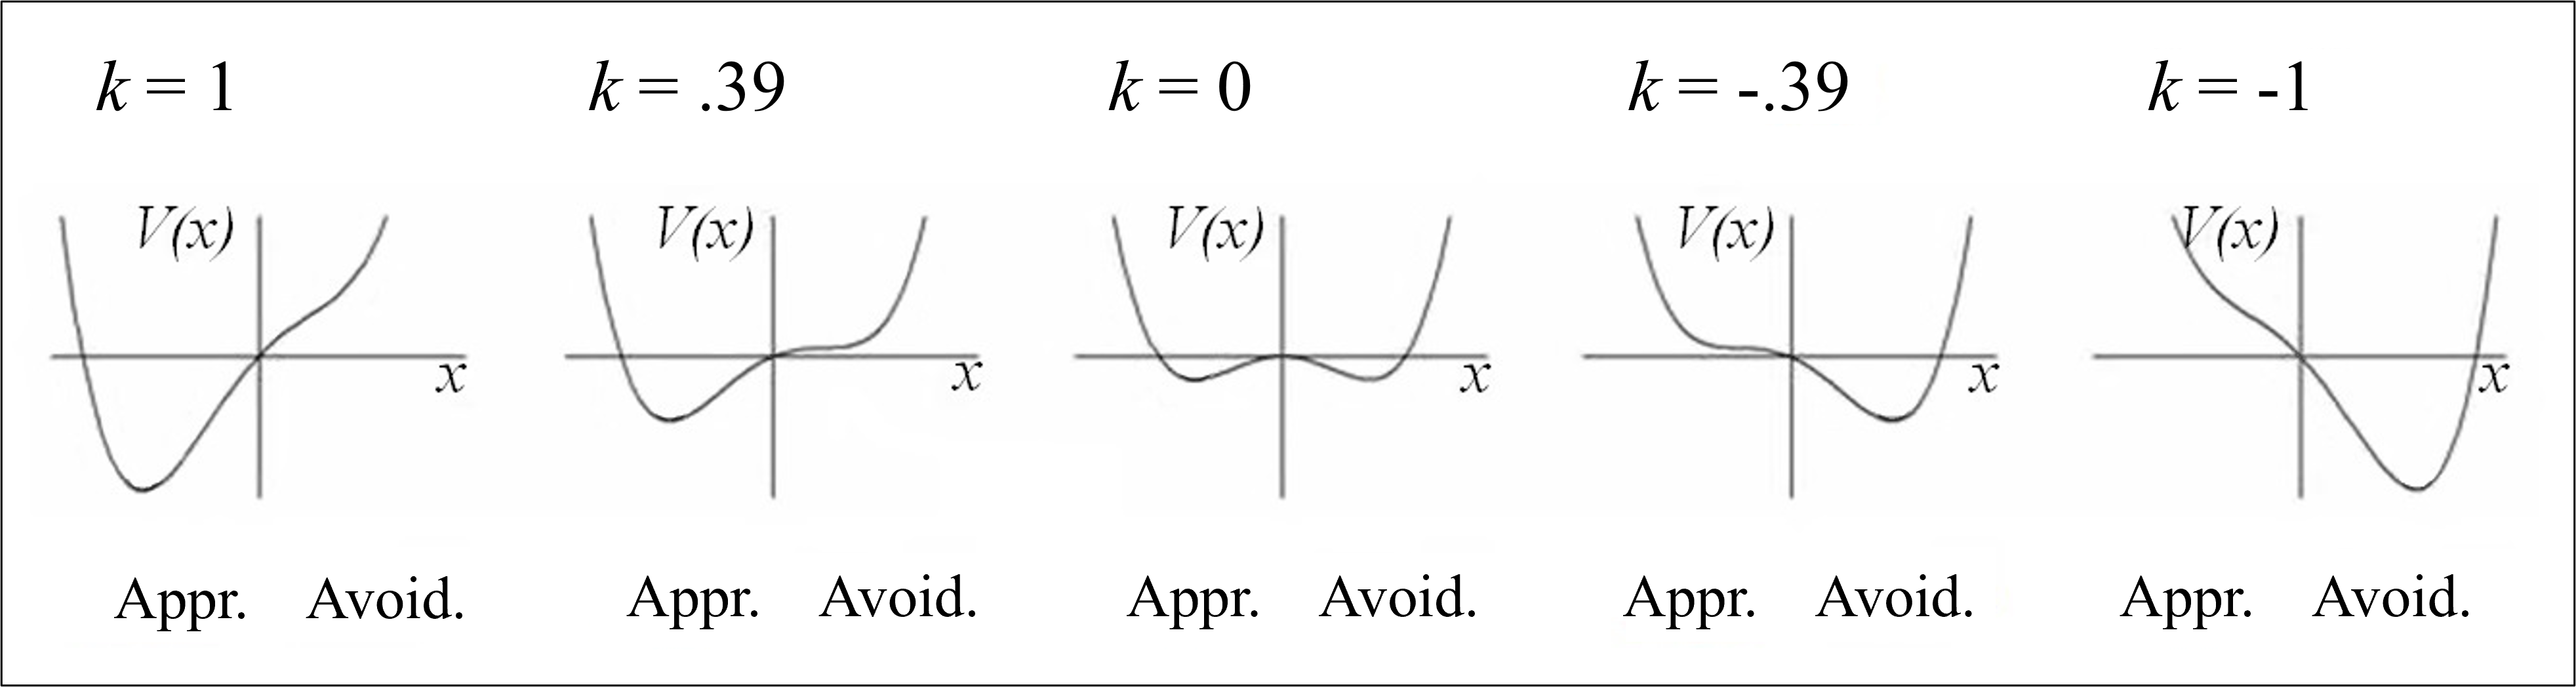 k = 1 k = .39 k = 0 k = -.39 k = -1
V(x) V(x) V(x) V(x) V(x)
x x x x x
Appr. Avoid. Appr. Avoid. Appr. Avoid. Appr. Avoid. Appr. Avoid.